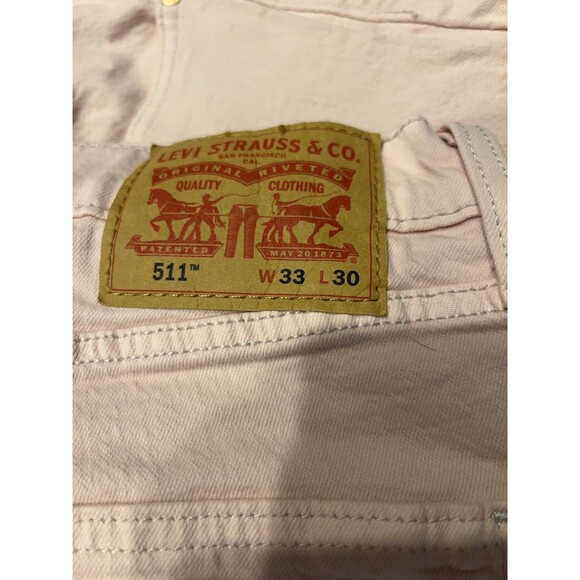 LEVI STRAUSS & CO.
SAN FRANCISCO
CAL.
ORIGINAL RIVETED
QUALITY CLOTHING
PATENTED MAY 20 1873 ®
511™ W 33 L 30